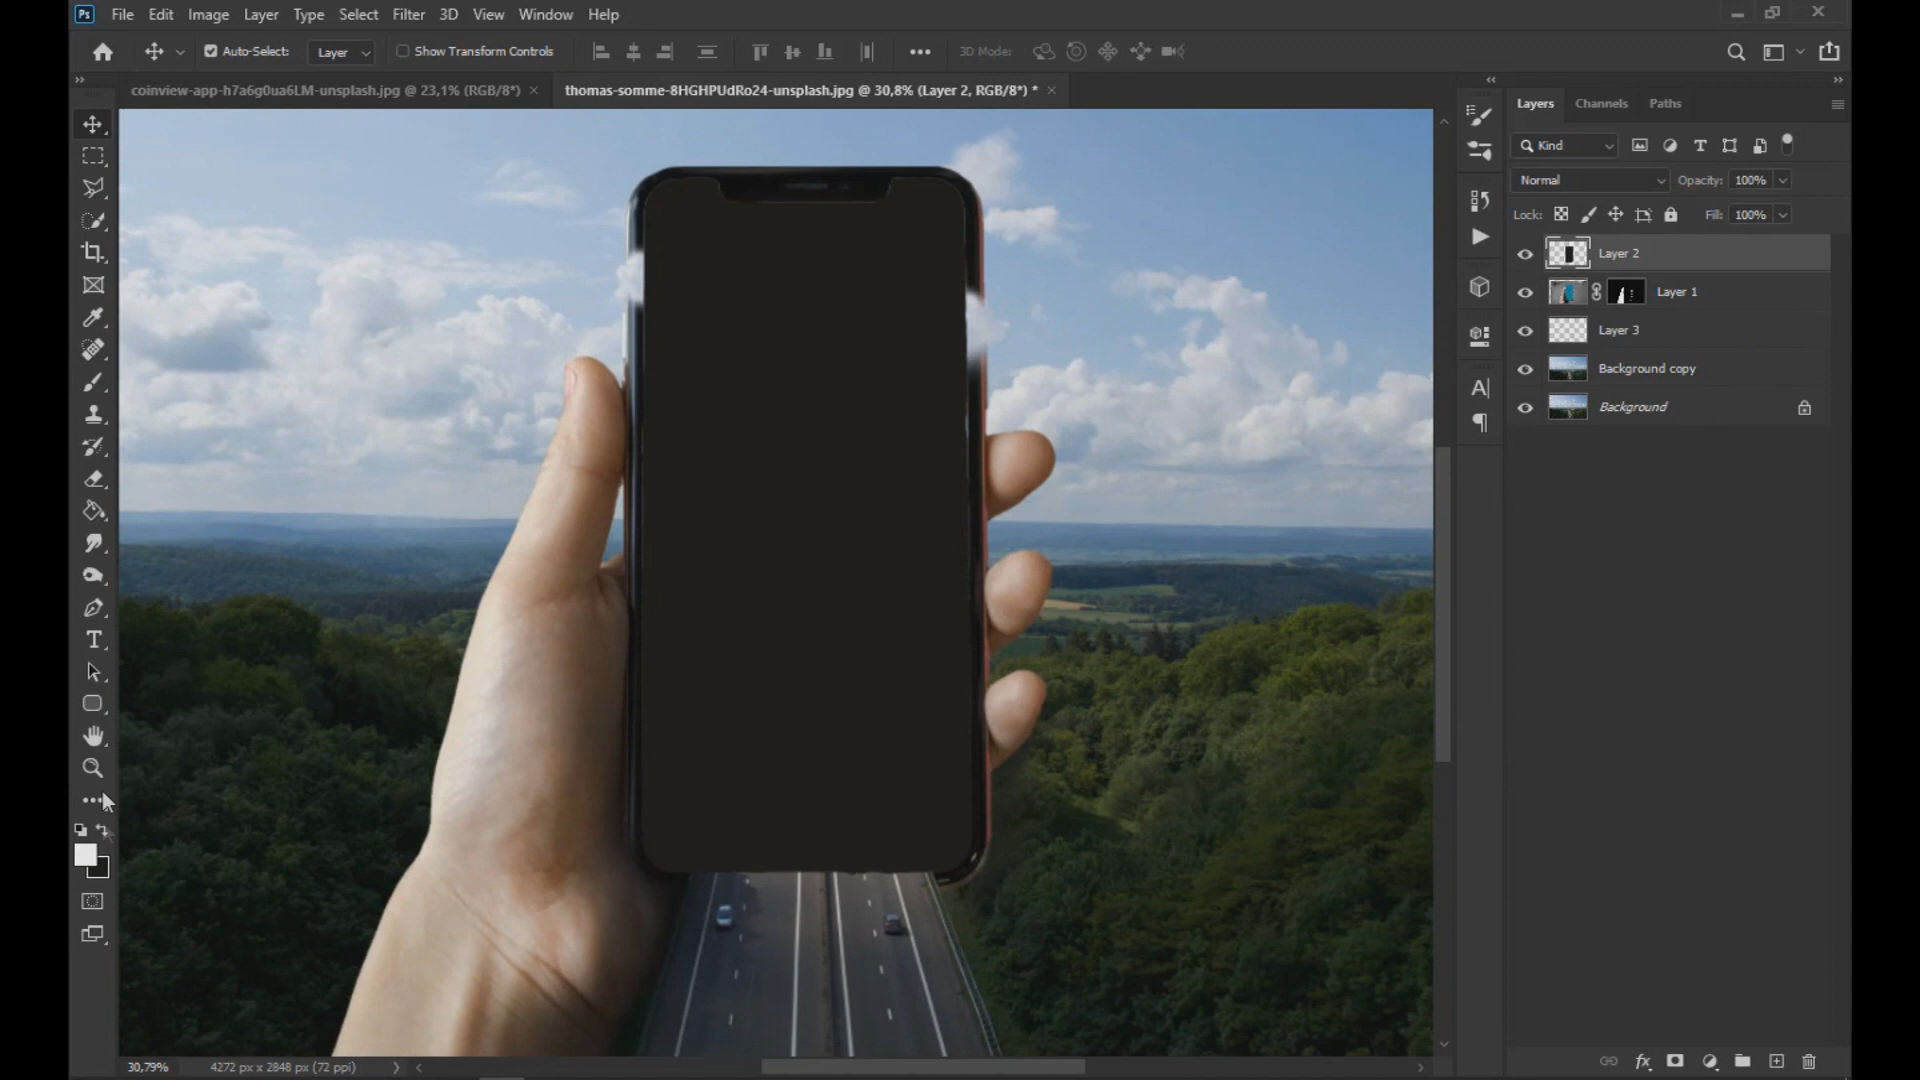 Ps File Edit Image Layer Type Select Filter 3D View Window Help
Auto-Select: Layer Show Transform Controls 3D Mode:
coinview-app-h7a6g0ua6LM-unsplash.jpg @ 23,1% (RGB/8*) thomas-somme-8HGHPUdRo24-unsplash.jpg @ 30,8% (Layer 2, RGB/8*) *
Layers Channels Paths
Kind
Normal Opacity: 100%
Lock: Fill: 100%
Layer 2
Layer 1
Layer 3
Background copy
Background
30,79% 4272 px x 2848 px (72 ppi)